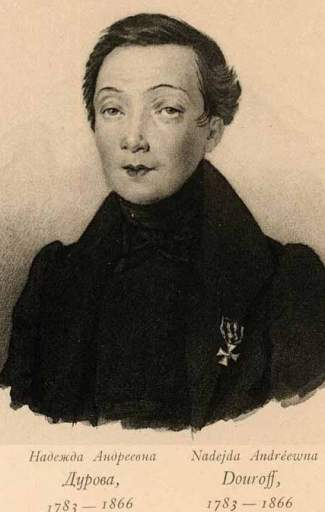 Надежда Андреевна
Дурова,
1783 — 1866
Nadejda Andréewna
Douroff,
1783 — 1866